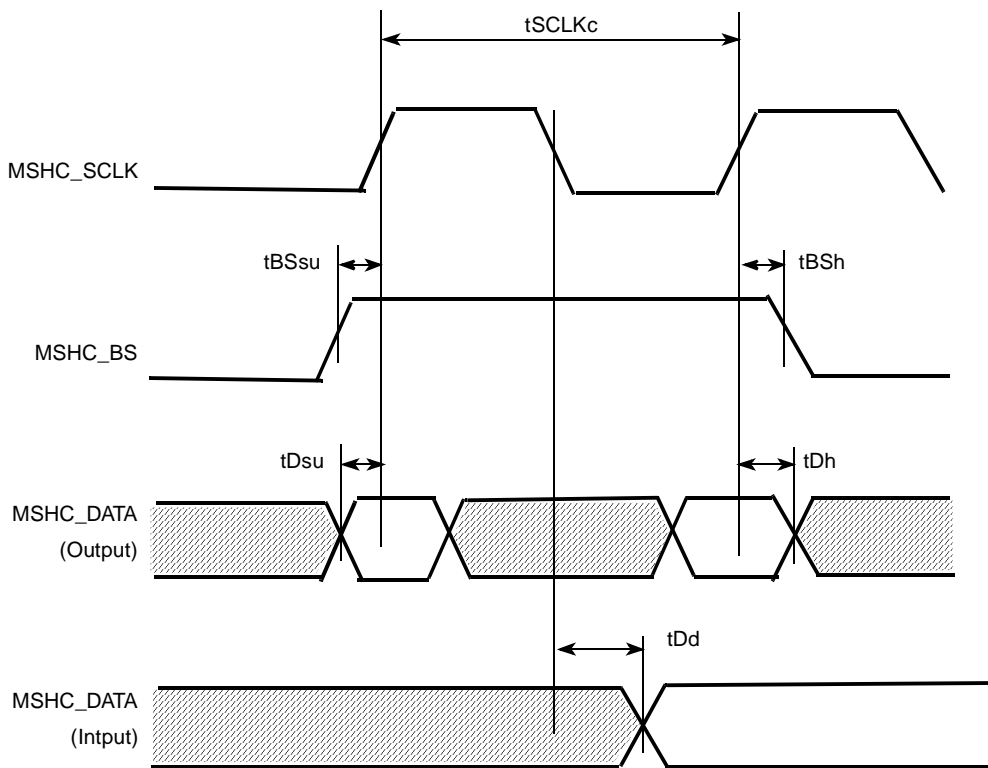 tSCLKc
MSHC_SCLK
tBSsu
tBSh
MSHC_BS
tDsu
tDh
MSHC_DATA
(Output)
tDd
MSHC_DATA
(Intput)